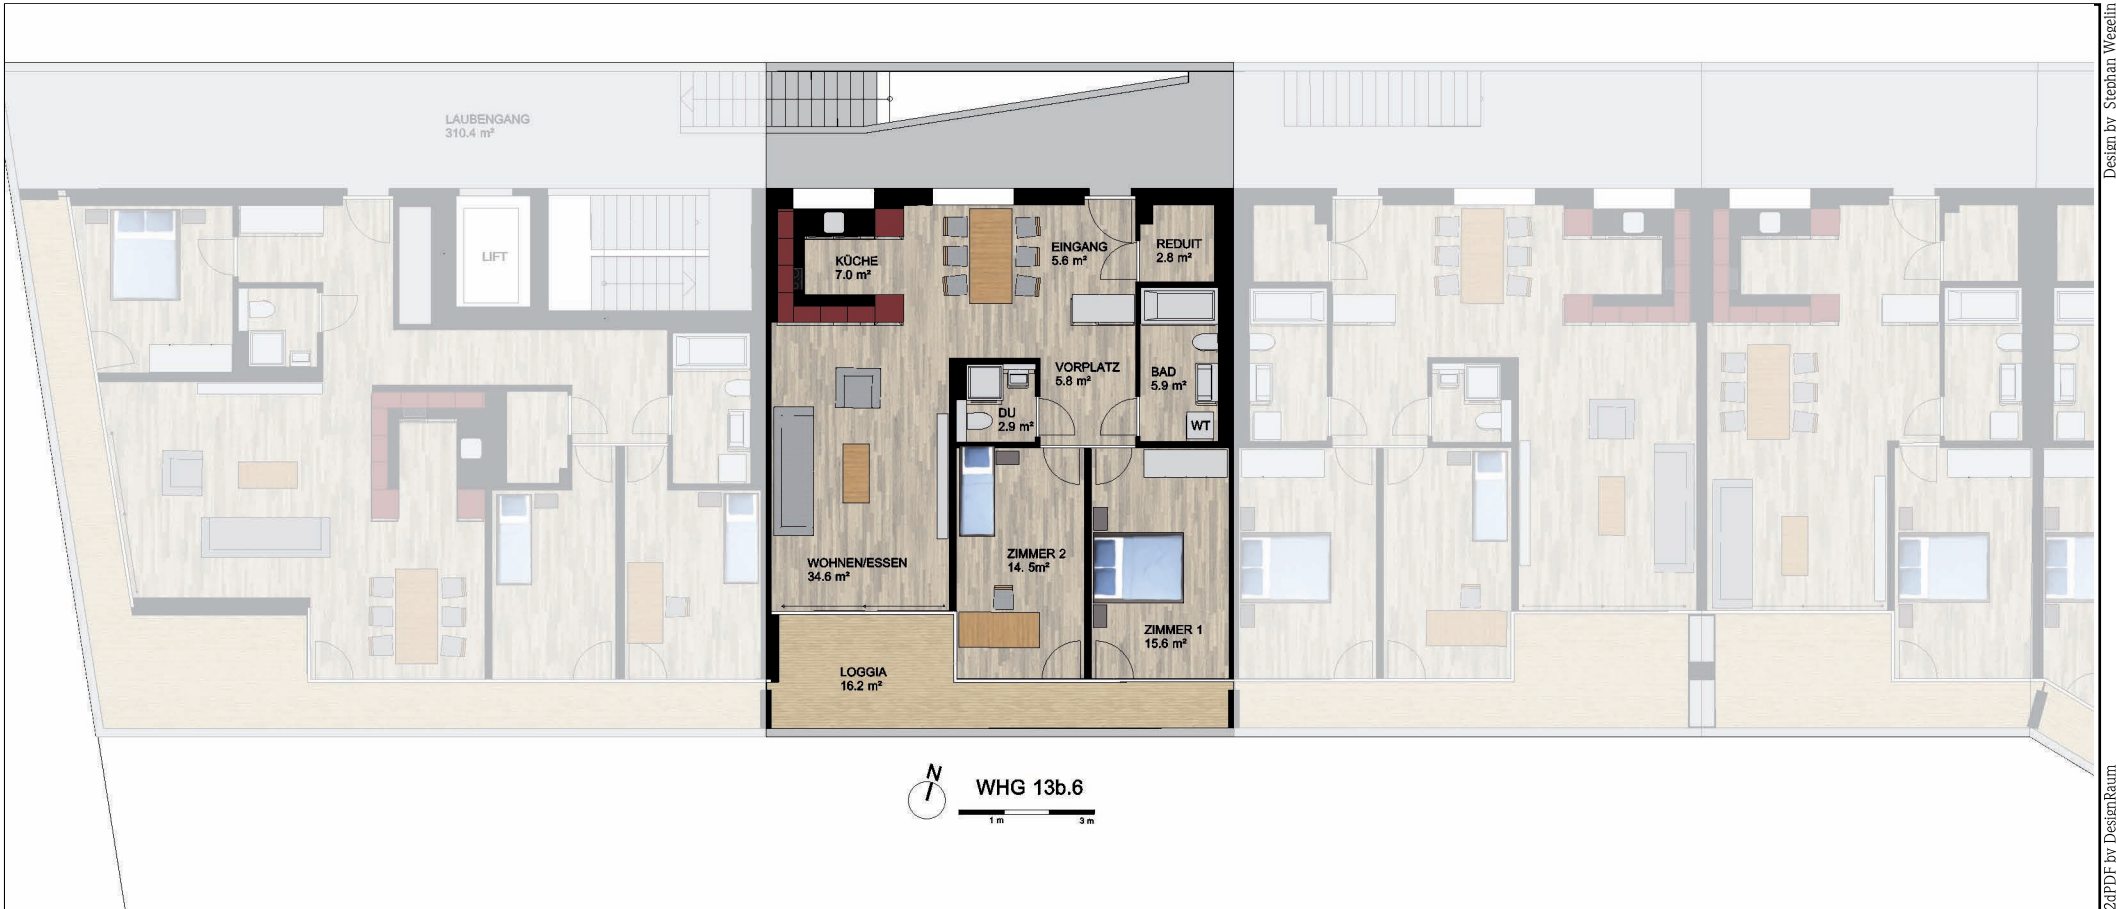 LAUBENGANG
310.4 m²
LIFT
KÜCHE
7.0 m²
EINGANG
5.6 m²
REDUIT
2.8 m²
VORPLATZ
5.8 m²
BAD
5.9 m²
DU
2.9 m²
WT
WOHNEN/ESSEN
34.6 m²
ZIMMER 2
14. 5m²
ZIMMER 1
15.6 m²
LOGGIA
16.2 m²
N
WHG 13b.6
1 m
3 m
Design by Stephan Wegelin
2dPDF by DesignRaum